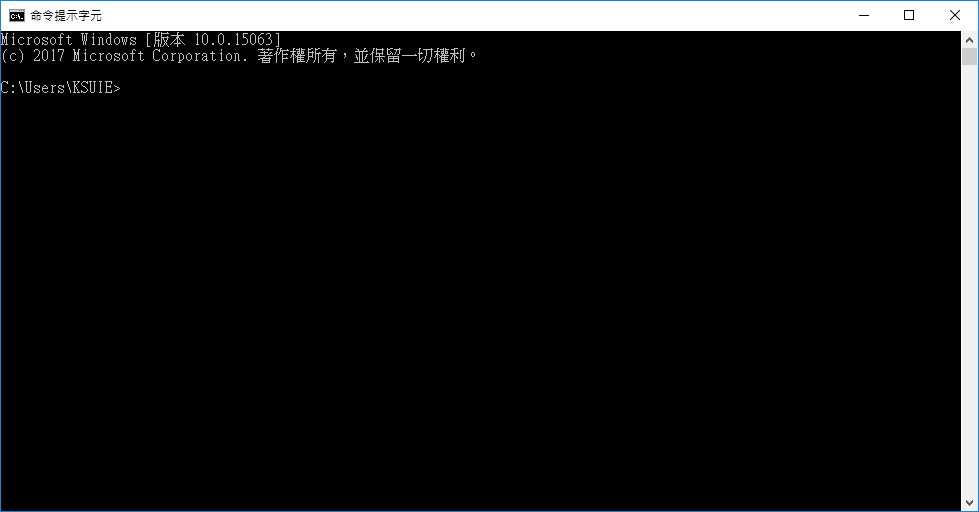 命令提示字元
Microsoft Windows [版本 10.0.15063]
(c) 2017 Microsoft Corporation. 著作權所有，並保留一切權利。
C:\Users\KSUIE>